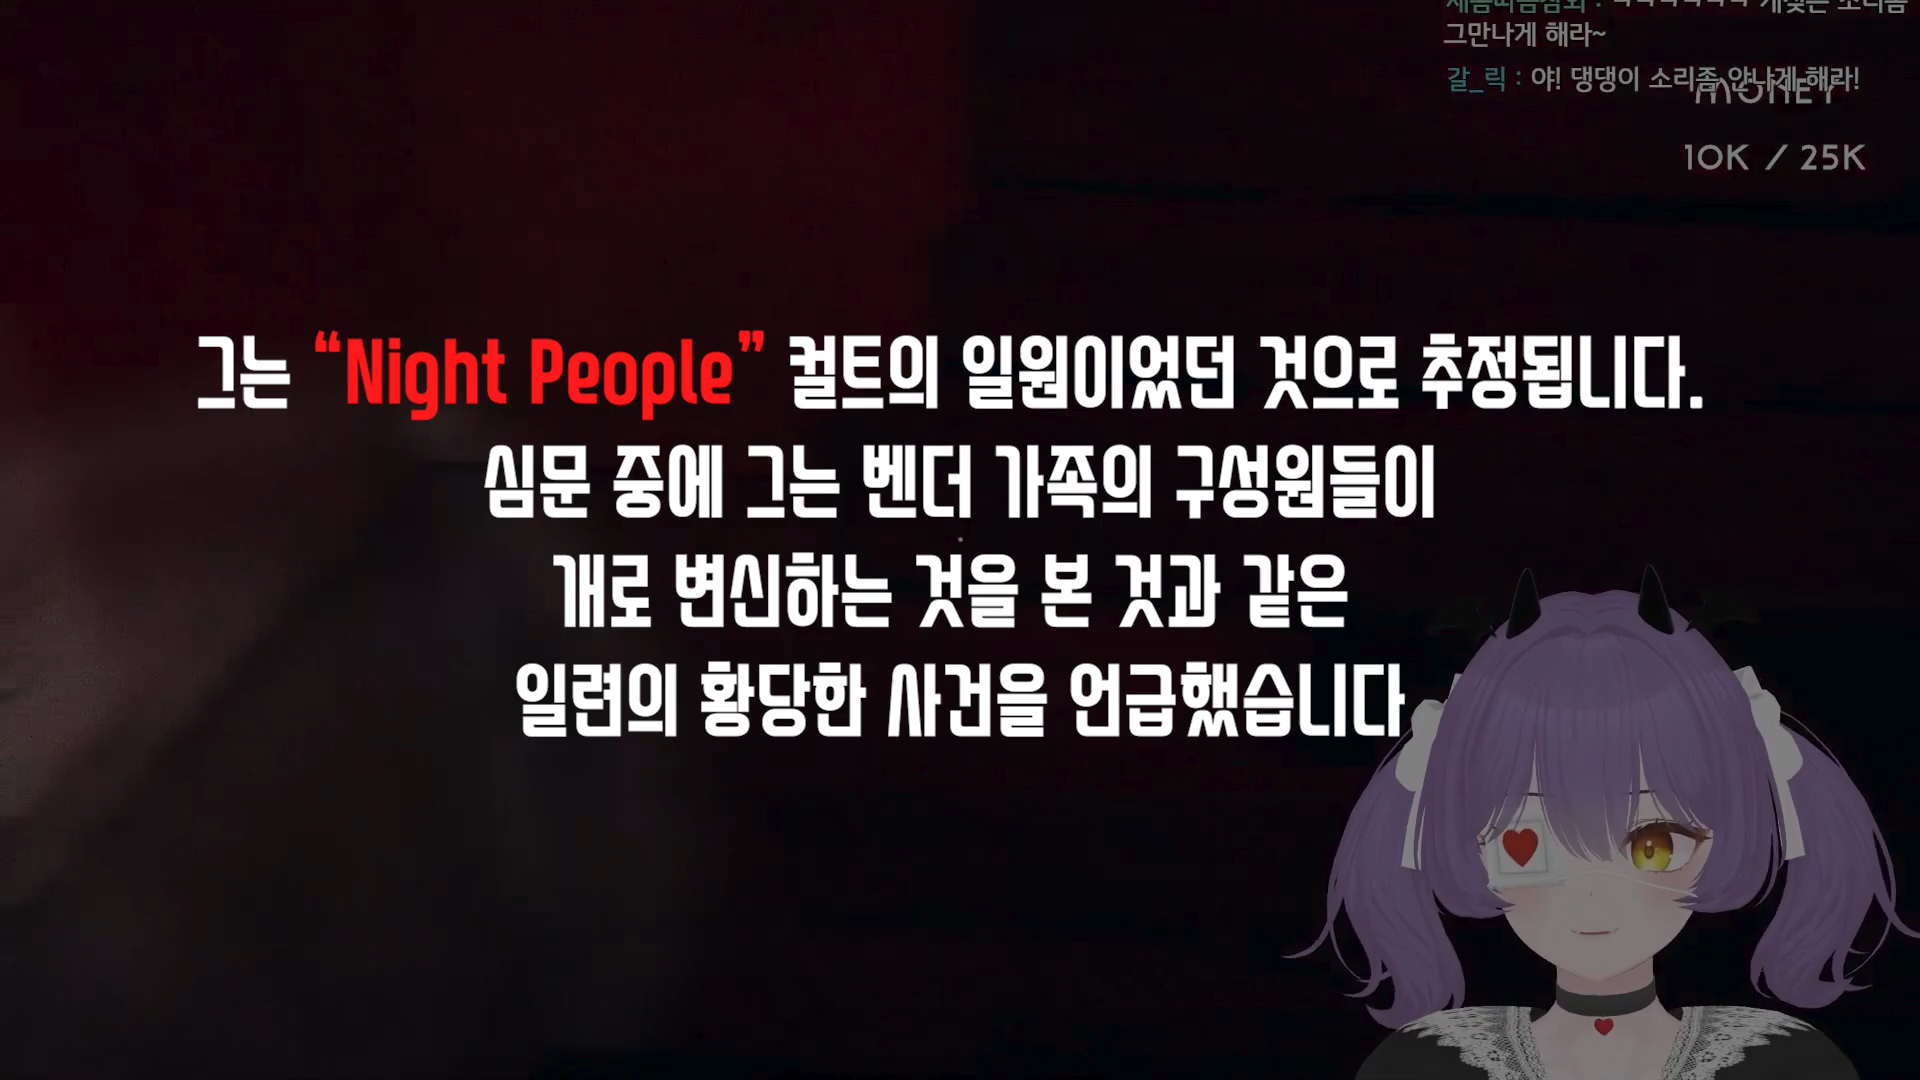 그만나게 해라~
갈_릭 : 야! 댕댕이 소리좀 안나게 해라!
MONEY
10K / 25K
그는 “Night People” 컬트의 일원이었던 것으로 추정됩니다.
심문 중에 그는 벤더 가족의 구성원들이
개로 변신하는 것을 본 것과 같은
일련의 황당한 사건을 언급했습니다